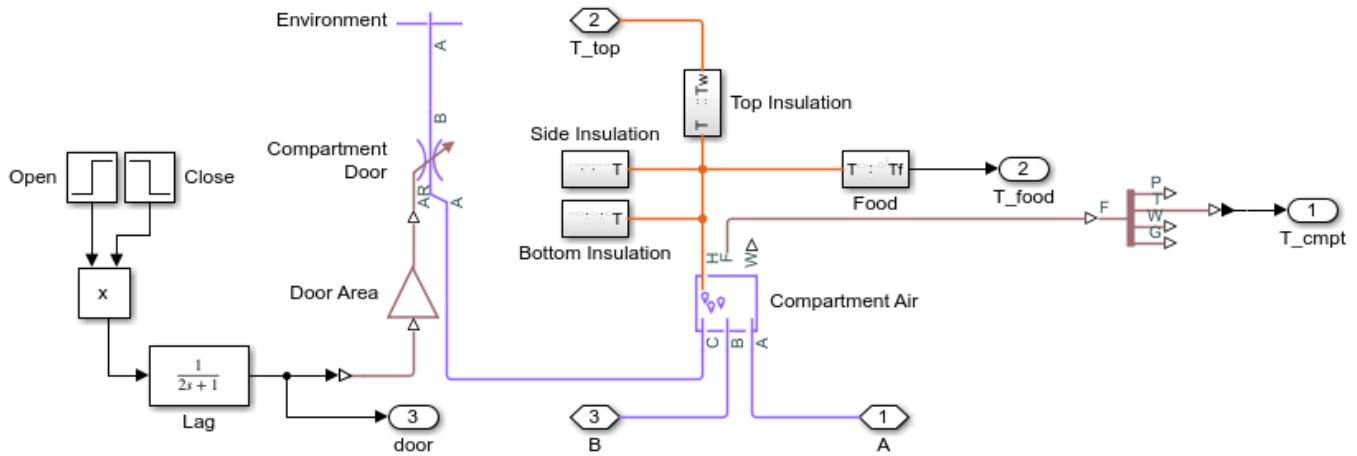 Environment
A
B
Compartment
Door
AR
A
Open
Close
x
Door Area
1
2s + 1
Lag
3
door
2
T_top
Tw
T
Top Insulation
Side Insulation
T
T
Bottom Insulation
T
Tf
Food
2
T_food
H
F
W
Compartment Air
C
B
A
3
B
1
A
F
P
T
W
G
1
T_cmpt